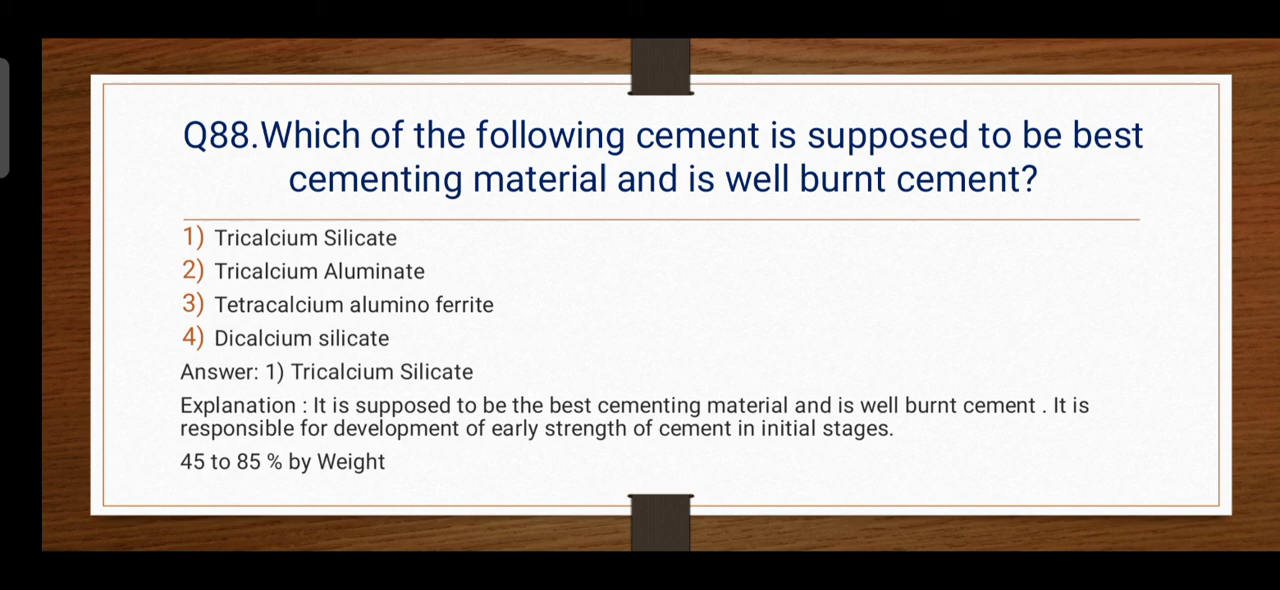 Q88.Which of the following cement is supposed to be best
cementing material and is well burnt cement?
1) Tricalcium Silicate
2) Tricalcium Aluminate
3) Tetracalcium alumino ferrite
4) Dicalcium silicate
Answer: 1) Tricalcium Silicate
Explanation : It is supposed to be the best cementing material and is well burnt cement . It is
responsible for development of early strength of cement in initial stages.
45 to 85 % by Weight